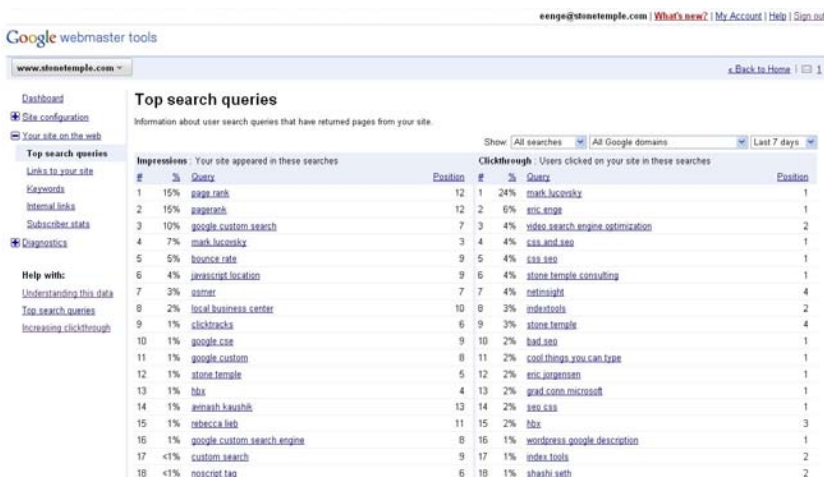 eenge@stonetemple.com | What's new? | My Account | Help | Sign out
Google webmaster tools
www.stonetemple.com
« Back to Home | 1
Dashboard
Site configuration
Your site on the web
Top search queries
Links to your site
Keywords
Internal links
Subscriber stats
Diagnostics
Help with:
Understanding this data
Top search queries
Increasing clickthrough
Top search queries
Information about user search queries that have returned pages from your site.
Show: All searches All Google domains Last 7 days
Impressions : Your site appeared in these searches
# % Query Position
1 15% page rank 12
2 15% pagerank 12
3 10% google custom search 7
4 7% mark lucovsky 3
5 5% bounce rate 9
6 4% javascript location 9
7 3% osmer 7
8 2% local business center 10
9 1% clicktracks 6
10 1% google cse 9
11 1% google custom 8
12 1% stone temple 5
13 1% hbx 4
14 1% avinash kaushik 13
15 1% rebecca lieb 11
16 1% google custom search engine 8
17 <1% custom search 9
18 <1% noscript tag 6
Clickthrough : Users clicked on your site in these searches
# % Query Position
1 24% mark lucovsky 1
2 6% eric enge 1
3 4% video search engine optimization 2
4 4% css and seo 1
5 4% css seo 1
6 4% stone temple consulting 1
7 4% netinsight 4
8 3% indextools 2
9 3% stone temple 4
10 2% bad seo 1
11 2% cool things you can type 1
12 2% eric jorgensen 1
13 2% grad conn microsoft 1
14 2% seo css 1
15 2% hbx 3
16 1% wordpress google description 1
17 1% index tools 2
18 1% shashi seth 2